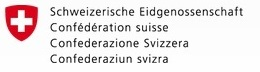 Schweizerische Eidgenossenschaft
Confédération suisse
Confederazione Svizzera
Confederaziun svizra